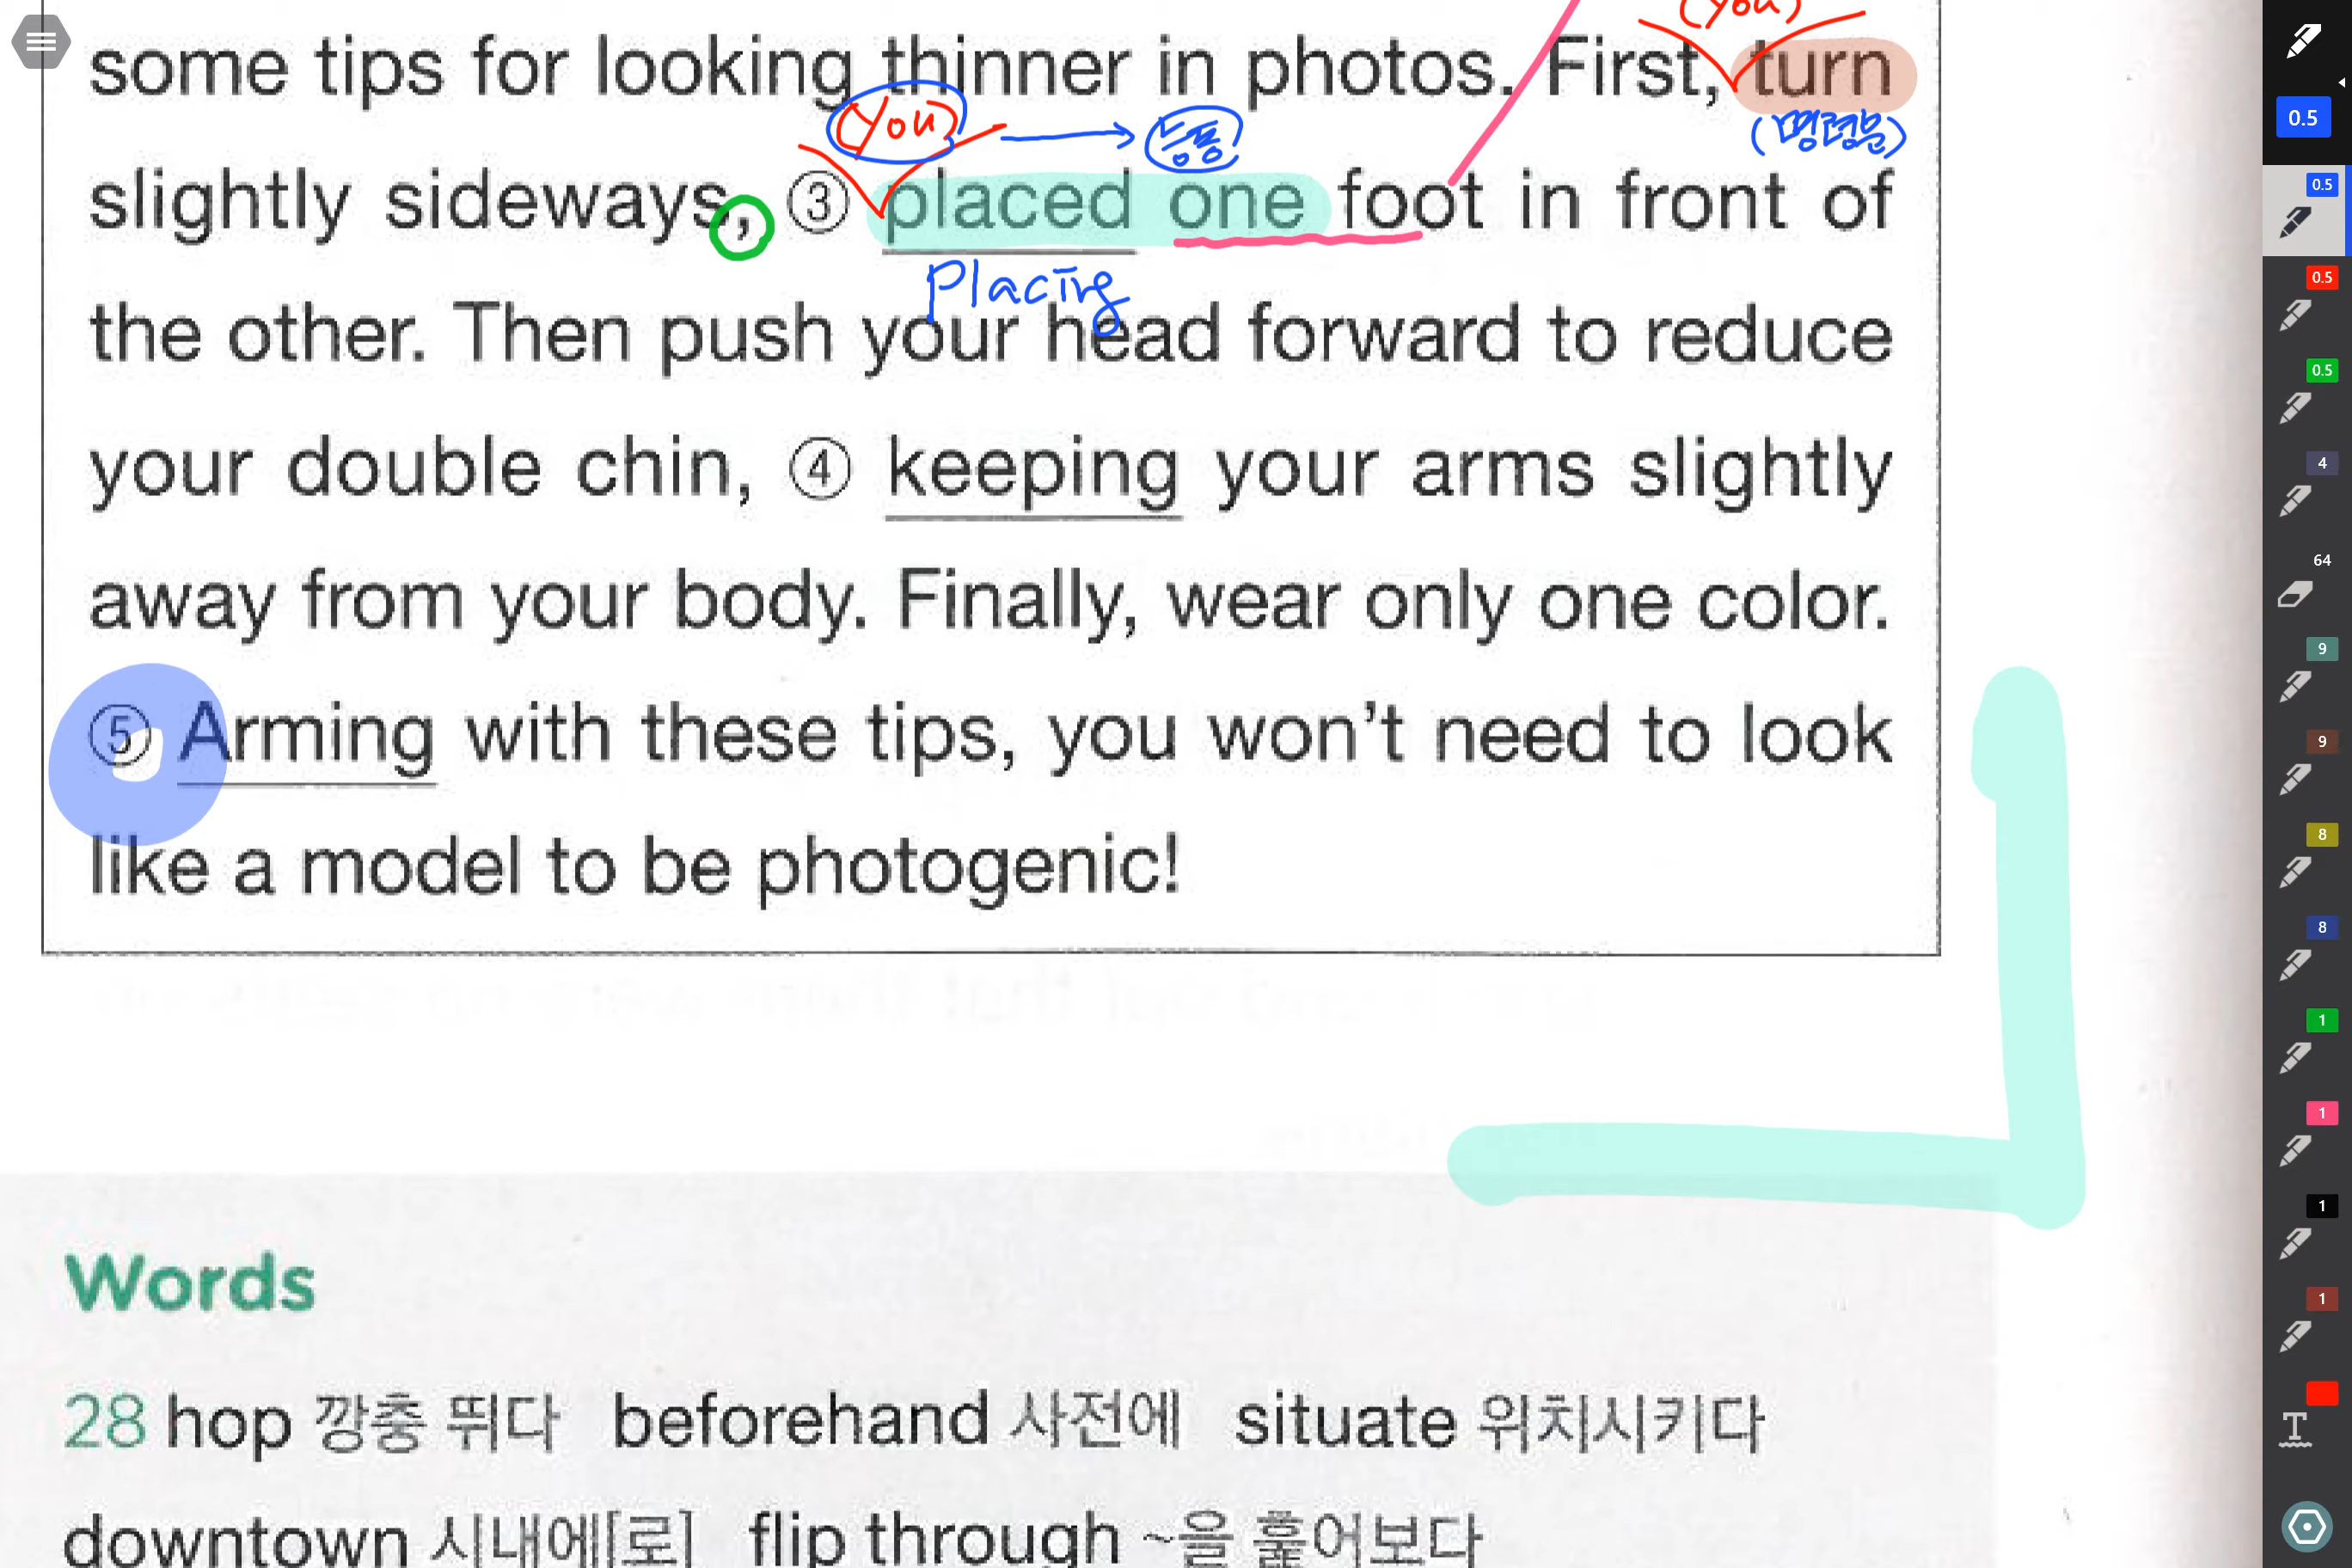 (you)
some tips for looking thinner in photos. First, turn
(you) → 능동 (명령문)
slightly sideways, ③ placed one foot in front of
placing
the other. Then push your head forward to reduce
your double chin, ④ keeping your arms slightly
away from your body. Finally, wear only one color.
⑤ Arming with these tips, you won't need to look
like a model to be photogenic!
Words
28 hop 깡충 뛰다 beforehand 사전에 situate 위치시키다
downtown 시내에[로] flip through ~을 훑어보다
0.5
0.5
0.5
0.5
4
64
9
9
8
8
1
1
1
1
T